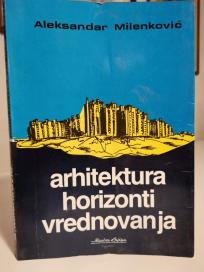 Aleksandar Milenković
arhitektura
horizonti
vrednovanja